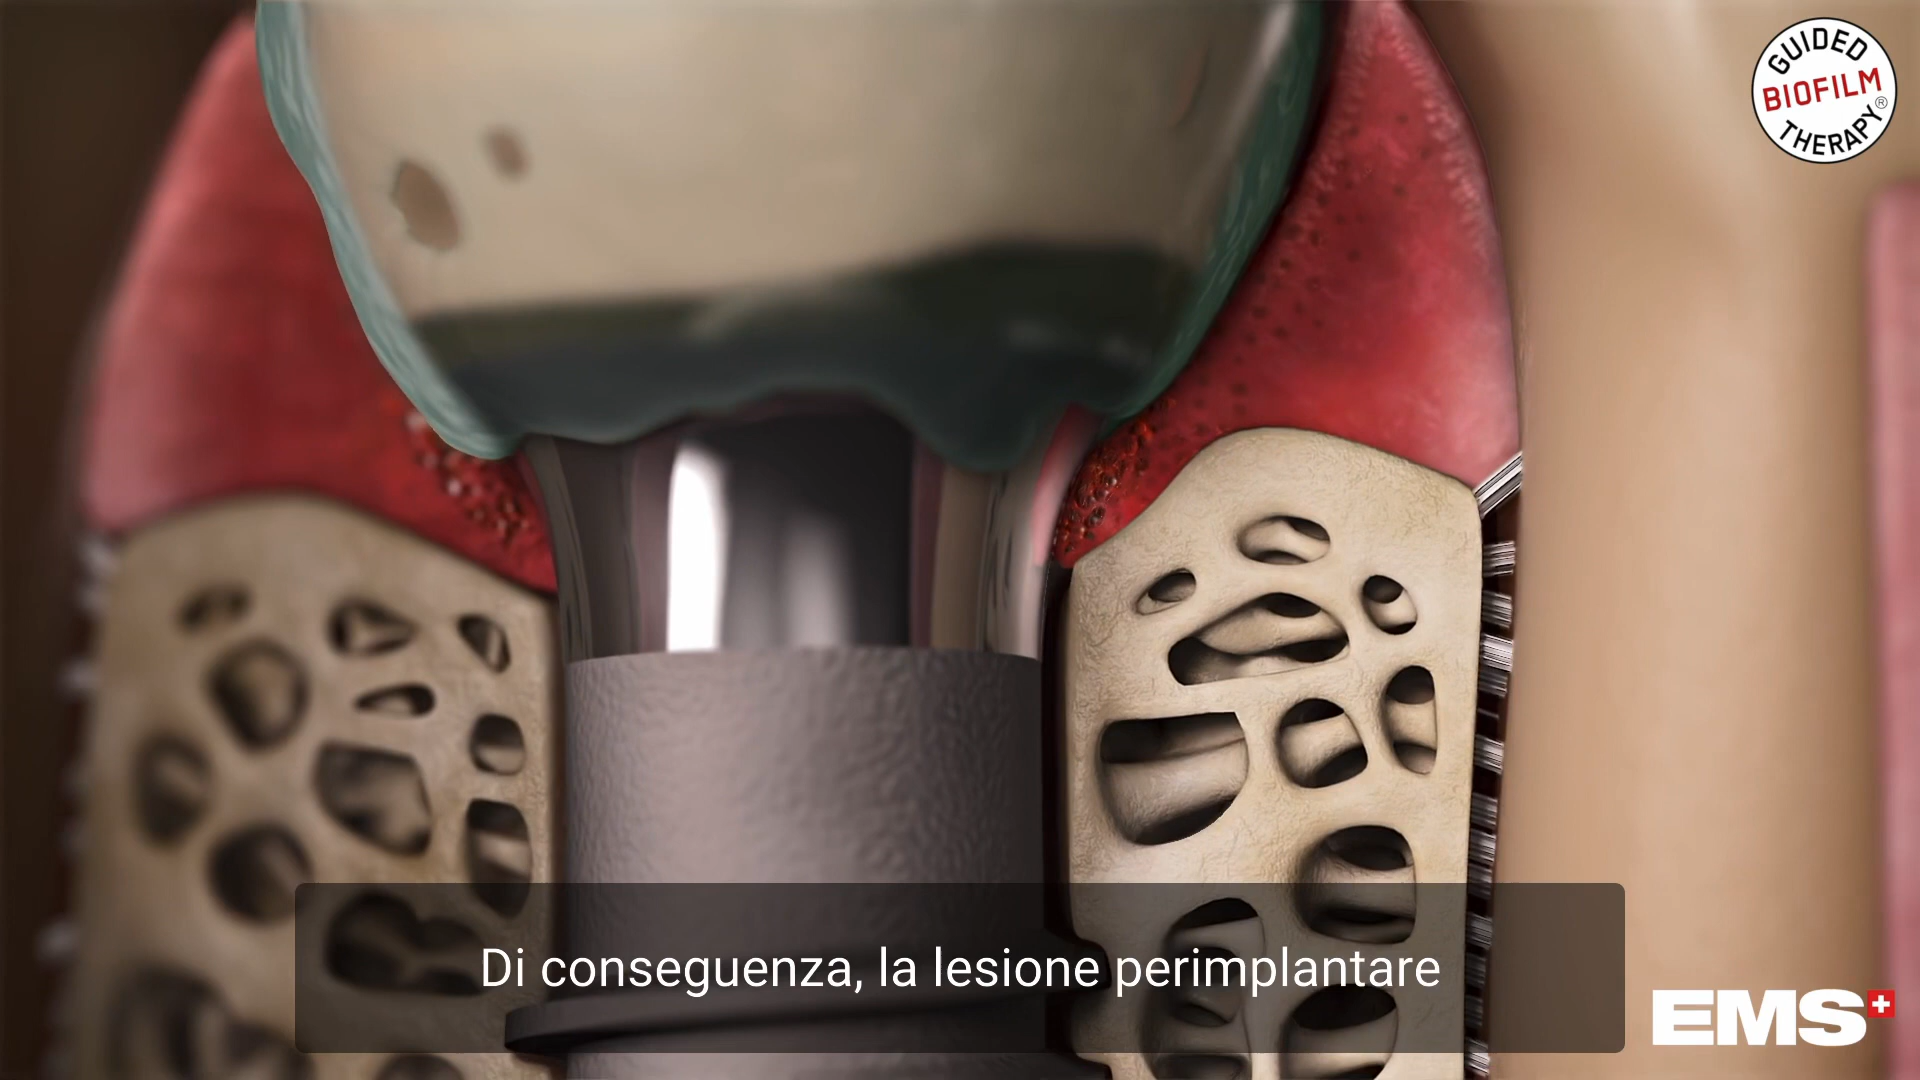 GUIDED
BIOFILM
THERAPY®
Di conseguenza, la lesione perimplantare
EMS